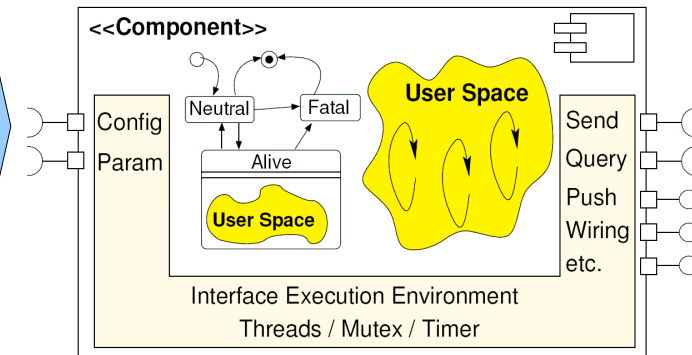 <<Component>>
Config
Param
Neutral
Fatal
Alive
User Space
User Space
Send
Query
Push
Wiring
etc.
Interface Execution Environment
Threads / Mutex / Timer